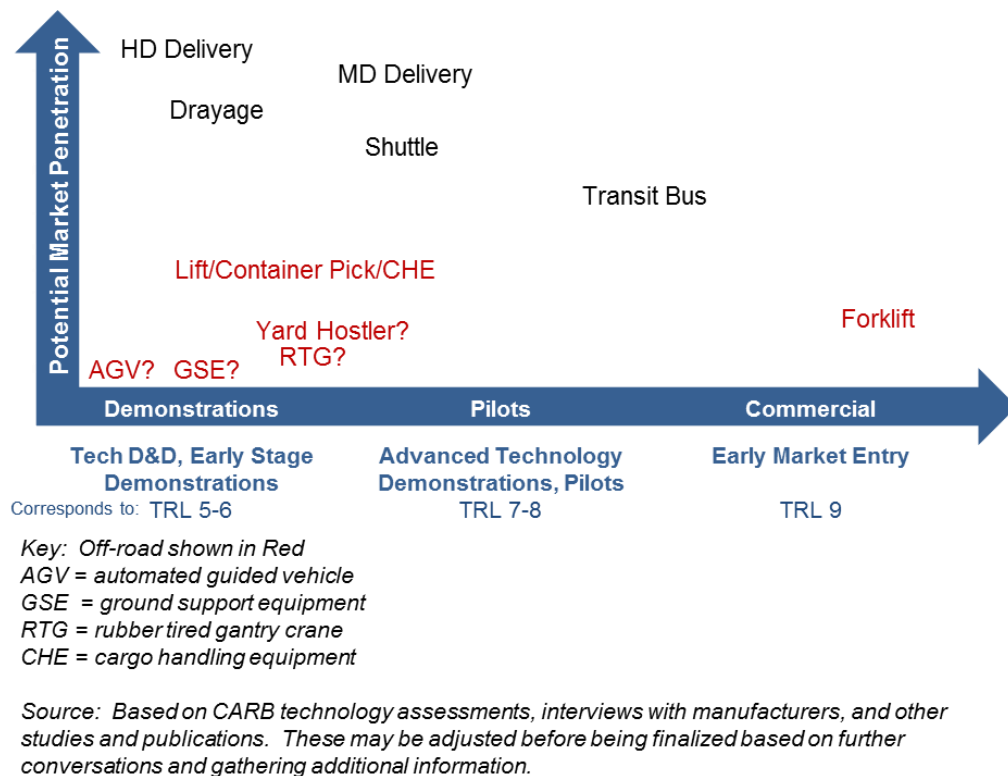 Potential Market Penetration
HD Delivery
MD Delivery
Drayage
Shuttle
Transit Bus
Lift/Container Pick/CHE
Forklift
Yard Hostler?
RTG?
AGV?
GSE?
Demonstrations
Pilots
Commercial
Tech D&D, Early Stage
Demonstrations
Advanced Technology
Demonstrations, Pilots
Early Market Entry
Corresponds to: TRL 5-6
TRL 7-8
TRL 9
Key:  Off-road shown in Red
AGV = automated guided vehicle
GSE  = ground support equipment
RTG = rubber tired gantry crane
CHE = cargo handling equipment
Source:  Based on CARB technology assessments, interviews with manufacturers, and other
studies and publications.  These may be adjusted before being finalized based on further
conversations and gathering additional information.